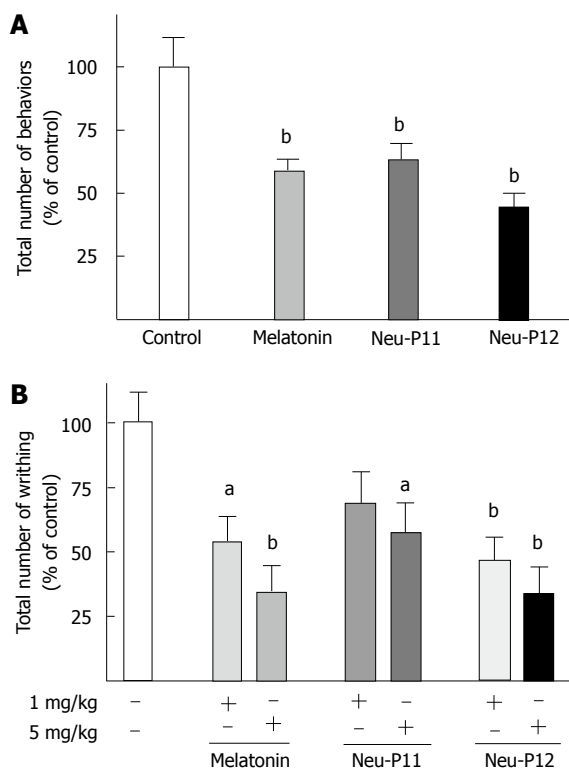 A
Total number of behaviors
(% of control)
100
75
50
25
b
b
b
Control Melatonin Neu-P11 Neu-P12
B
Total number of writhing
(% of control)
100
75
50
25
a
b
a
b
b
1 mg/kg – + – + – + –
5 mg/kg – – + – + – +
Melatonin Neu-P11 Neu-P12